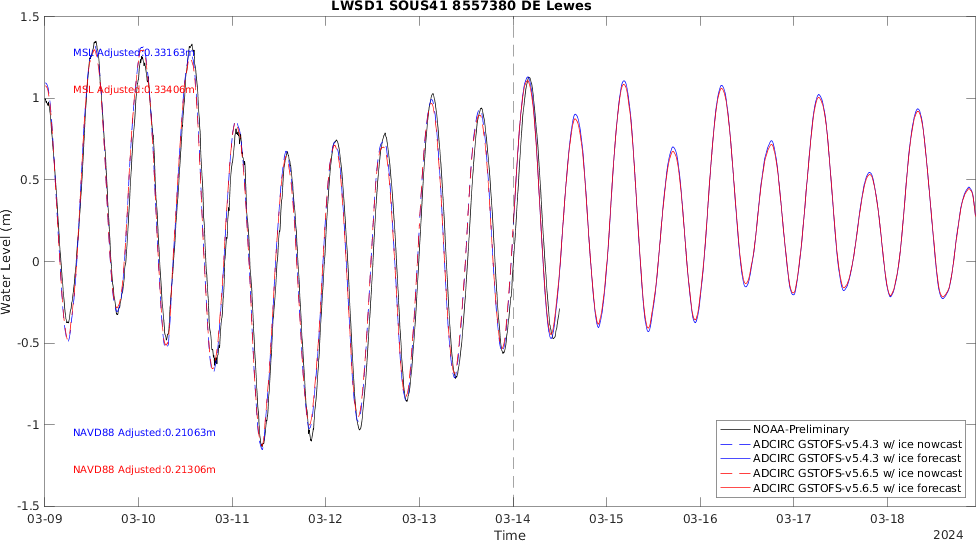 LWSD1 SOUS41 8557380 DE Lewes
1.5
1
0.5
0
-0.5
-1
-1.5
Water Level (m)
MSL Adjusted:0.33163m
MSL Adjusted:0.33406m
NAVD88 Adjusted:0.21063m
NAVD88 Adjusted:0.21306m
NOAA-Preliminary
ADCIRC GSTOFS-v5.4.3 w/ ice nowcast
ADCIRC GSTOFS-v5.4.3 w/ ice forecast
ADCIRC GSTOFS-v5.6.5 w/ ice nowcast
ADCIRC GSTOFS-v5.6.5 w/ ice forecast
03-09 03-10 03-11 03-12 03-13 03-14 03-15 03-16 03-17 03-18
Time
2024